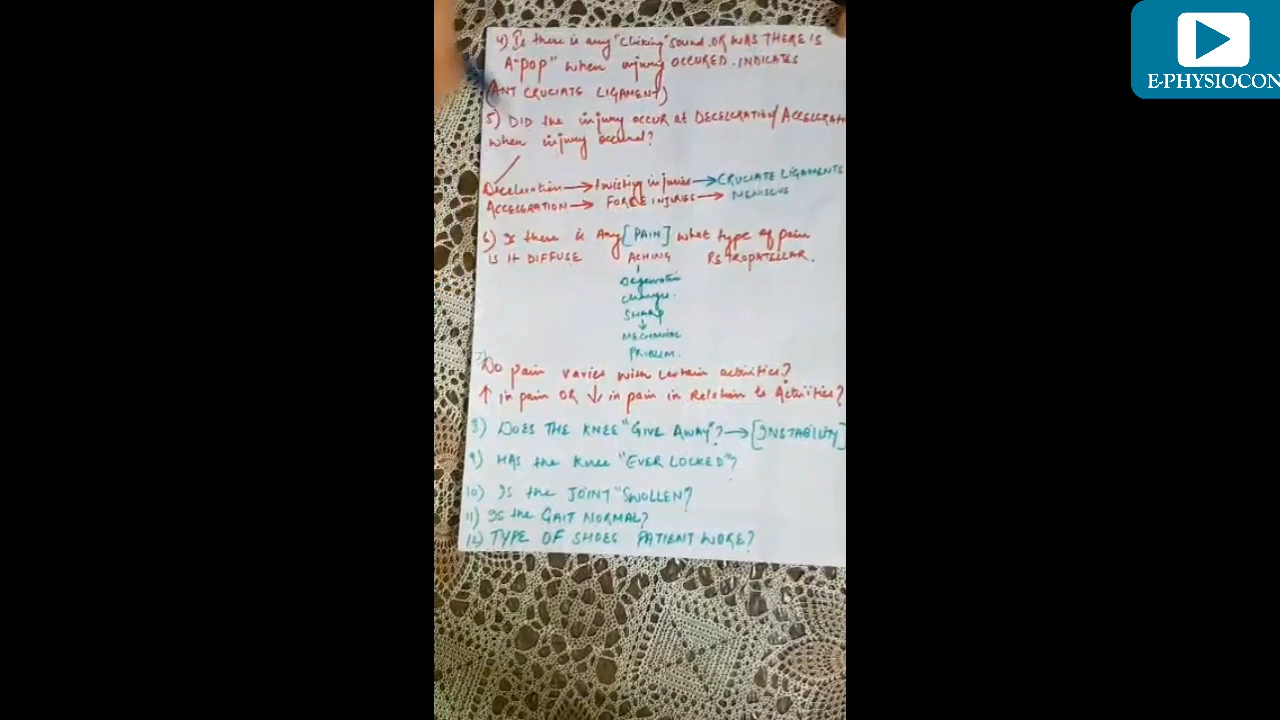 4) Is there is any "clicking" sound. OR WAS THERE IS
A "POP" when injury OCCURED. INDICATES
(ANT CRUCIATE LIGAMENT)
5) DID the injury OCCUR at DECELERATION/ACCELERATI
when injury occured?
Deceleration → twisting injuries → CRUCIATE LIGAMENTS
ACCELERATION → FORCE INJURIES → MENISCUS
6) Is there is Any [PAIN] what type of pain
IS it DIFFUSE ACHING RETROPATELLAR.
Degenerative
changes.
SHARP
↓
MECHANICAL
PROBLEM.
7) Do pain varies with certain activities?
↑ in pain OR ↓ in pain in Relation to Activities?
8) DOES THE KNEE "GIVE AWAY"? → [INSTABILITY]
9) HAS the Knee "EVER LOCKED"?
10) Is the JOINT "SWOLLEN?
11) Is the GAIT NORMAL?
12) TYPE OF SHOES PATIENT WORE?
E-PHYSIOCON